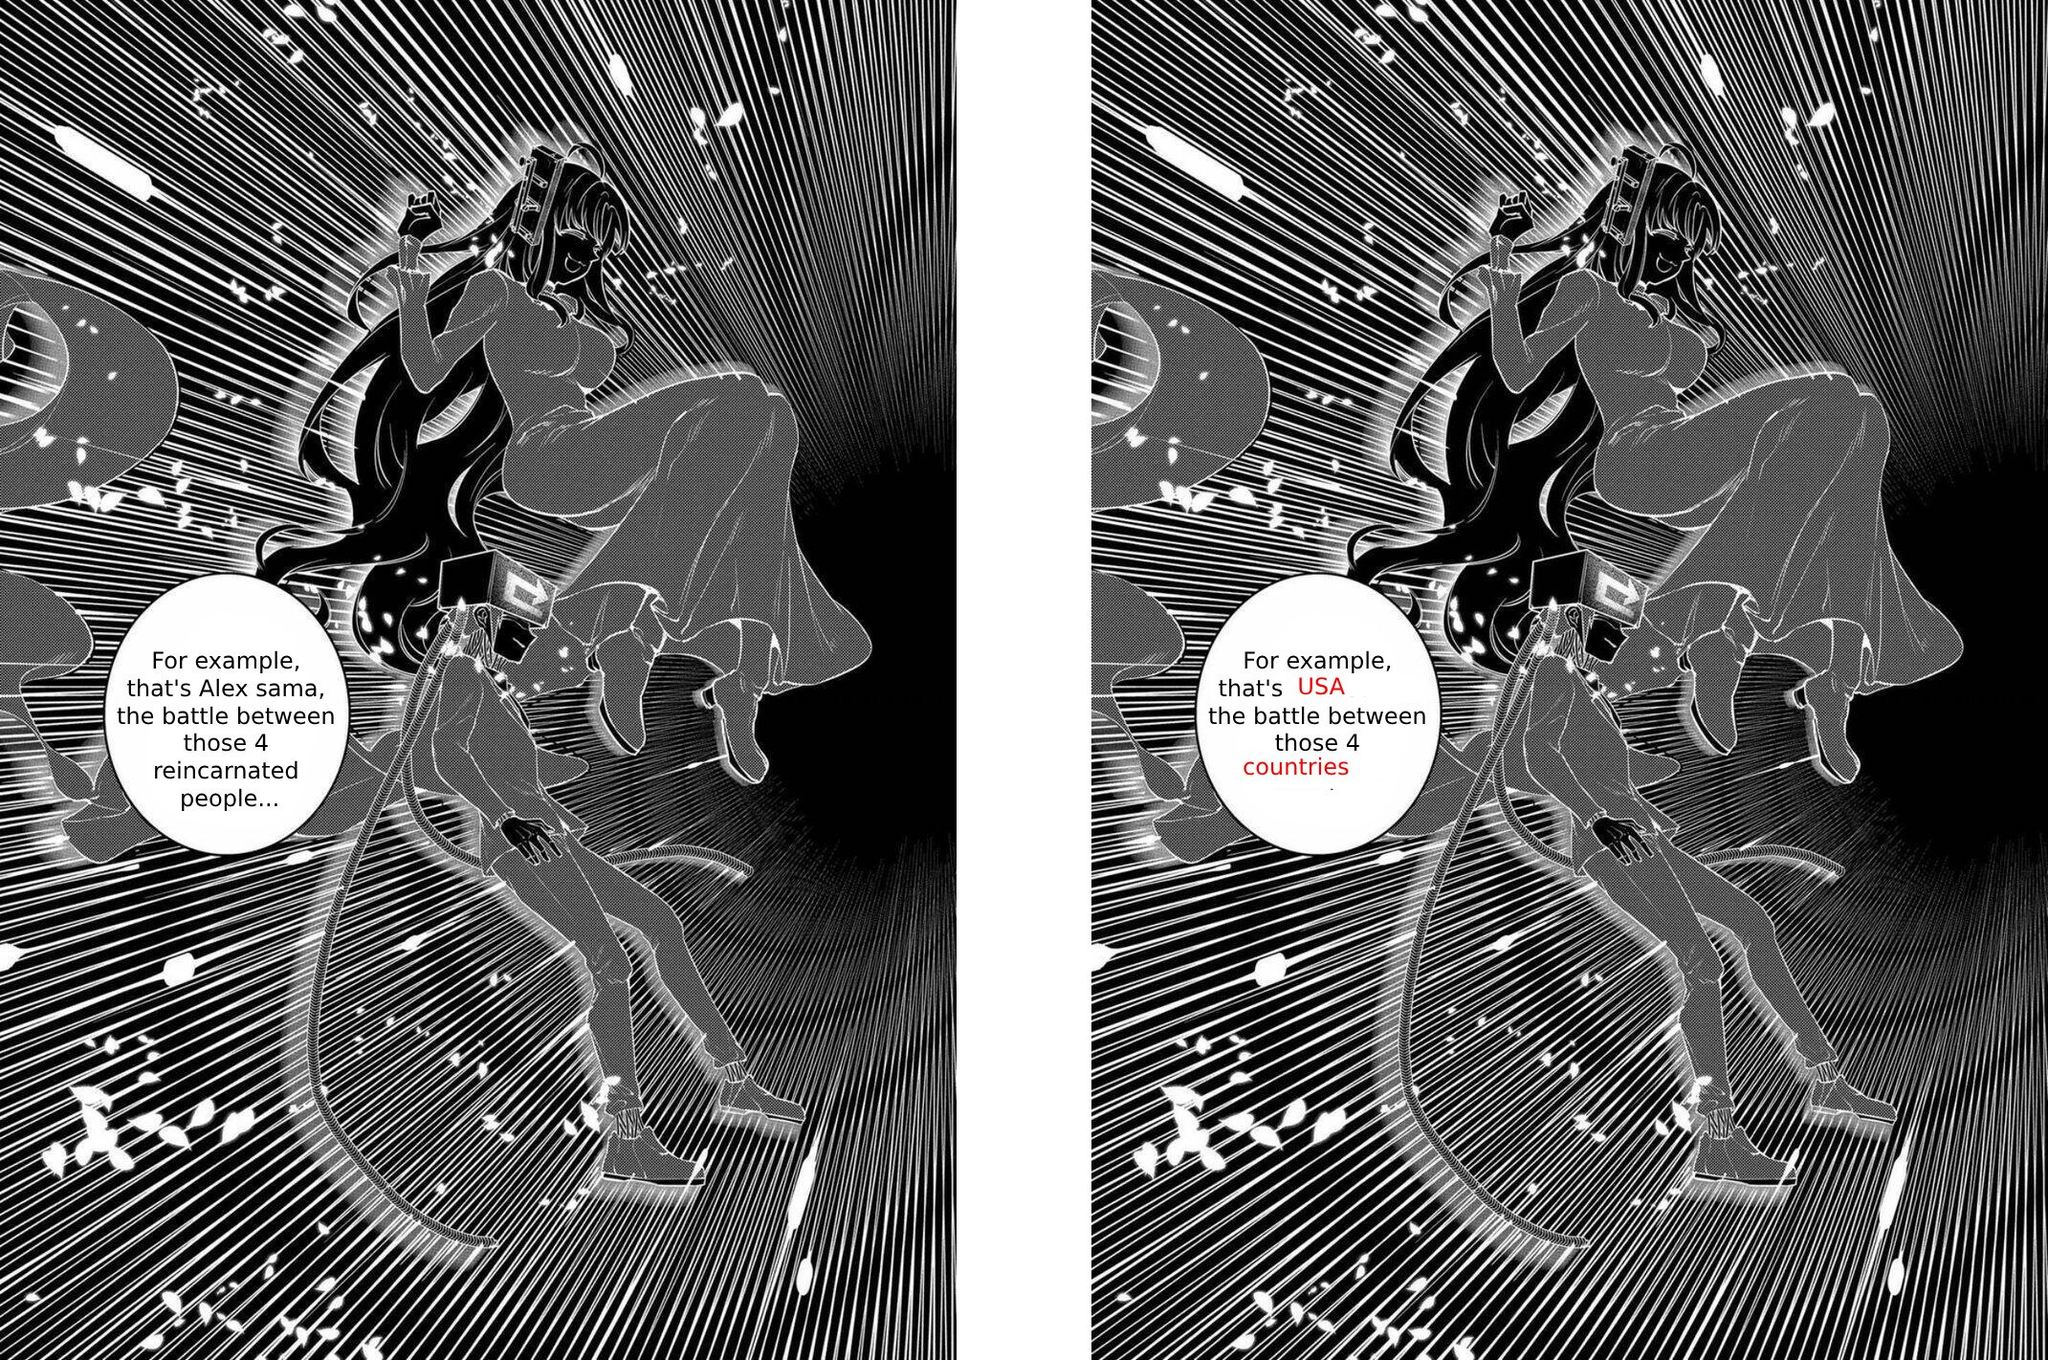 For example,
that's Alex sama,
the battle between
those 4
reincarnated
people...
For example,
that's USA
the battle between
those 4
countries
.